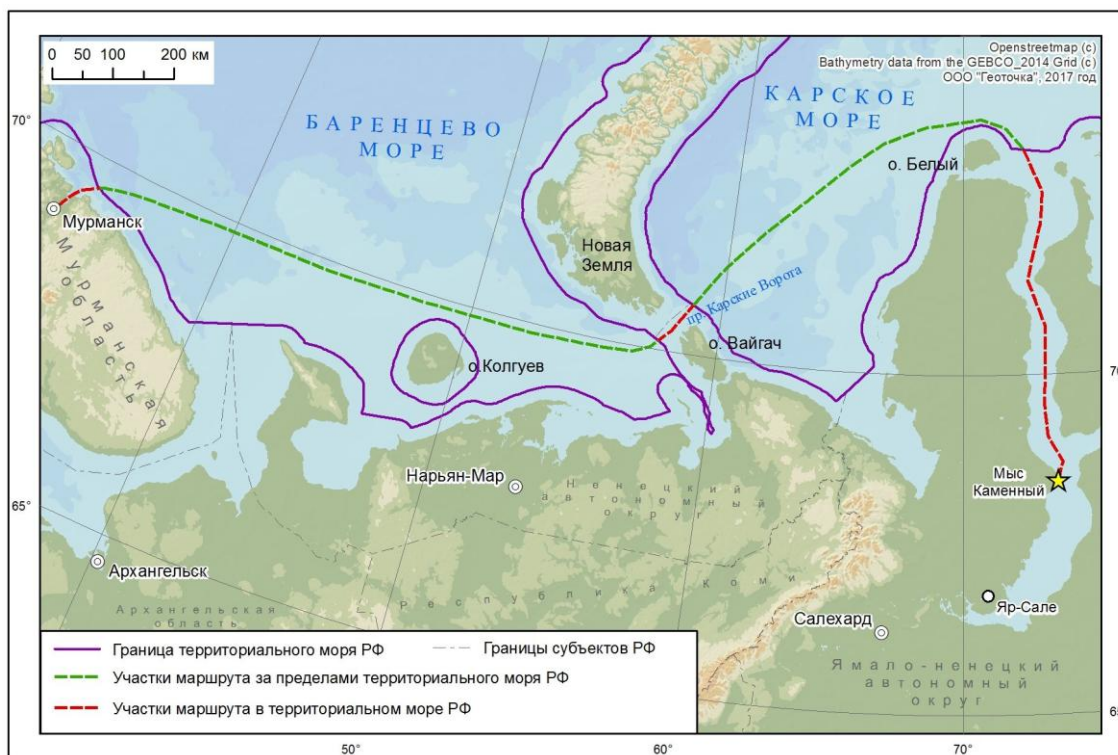 0 50 100 200 км
Openstreetmap (c)
Bathymetry data from the GEBCO_2014 Grid (c)
ООО "Геоточка", 2017 год
БАРЕНЦЕВО
МОРЕ
КАРСКОЕ
МОРЕ
70°
о. Белый
Мурманск
Мурманская
область
Новая
Земля
пр. Карские Ворота
о. Вайгач
о.Колгуев
70
Нарьян-Мар
Ненецкий
автономный
округ
Мыс
Каменный
65°
Архангельск
Архангельская
область
Республика Коми
Яр-Сале
Салехард
Ямало-ненецкий
автономный
округ
65
Граница территориального моря РФ
Границы субъектов РФ
Участки маршрута за пределами территориального моря РФ
Участки маршрута в территориальном море РФ
50°
60°
70°